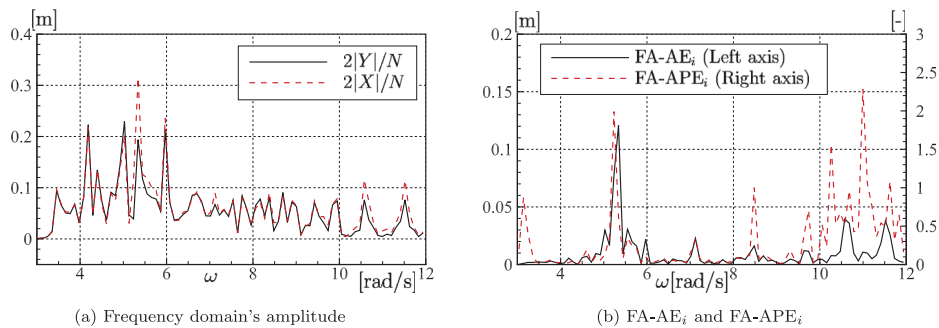 [m]
0.4
0.3
0.2
0.1
0
2|Y|/N
2|X|/N
4
6
8
10
12
ω
[rad/s]
(a) Frequency domain's amplitude
[m]
[-]
0.2
0.15
0.1
0.05
0
3
2.5
2
1.5
1
0.5
0
FA-AEᵢ (Left axis)
FA-APEᵢ (Right axis)
4
6
8
10
12
ω[rad/s]
(b) FA-AEᵢ and FA-APEᵢ